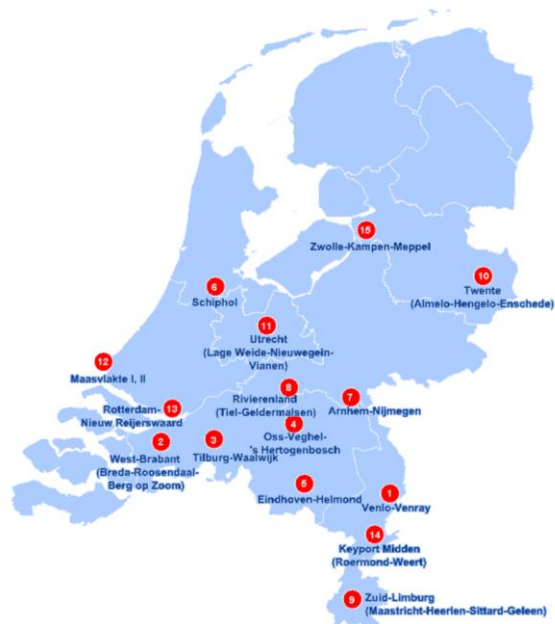 15
Zwolle-Kampen-Meppel
10
Twente
(Almelo-Hengelo-Enschede)
6
Schiphol
11
Utrecht
(Lage Weide-Nieuwegein-
Vianen)
12
Maasvlakte I, II
8
Rivierenland
(Tiel-Geldermalsen)
7
Arnhem-Nijmegen
13
Rotterdam-
Nieuw Reijerswaard
4
Oss-Veghel-
's Hertogenbosch
2
West-Brabant
(Breda-Roosendaal-
Berg op Zoom)
3
Tilburg-Waalwijk
5
Eindhoven-Helmond
1
Venlo-Venray
14
Keyport Midden
(Roermond-Weert)
9
Zuid-Limburg
(Maastricht-Heerlen-Sittard-Geleen)